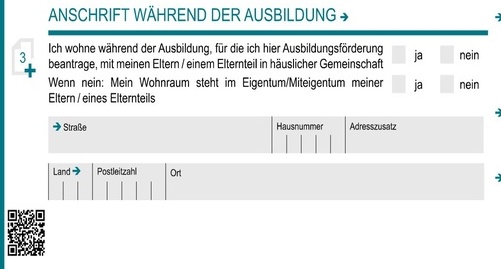 ANSCHRIFT WÄHREND DER AUSBILDUNG
Ich wohne während der Ausbildung, für die ich hier Ausbildungsförderung
beantrage, mit meinen Eltern / einem Elternteil in häuslicher Gemeinschaft
ja nein
3
Wenn nein: Mein Wohnraum steht im Eigentum/Miteigentum meiner
Eltern / eines Elternteils
ja nein
Straße Hausnummer Adresszusatz
Land Postleitzahl Ort